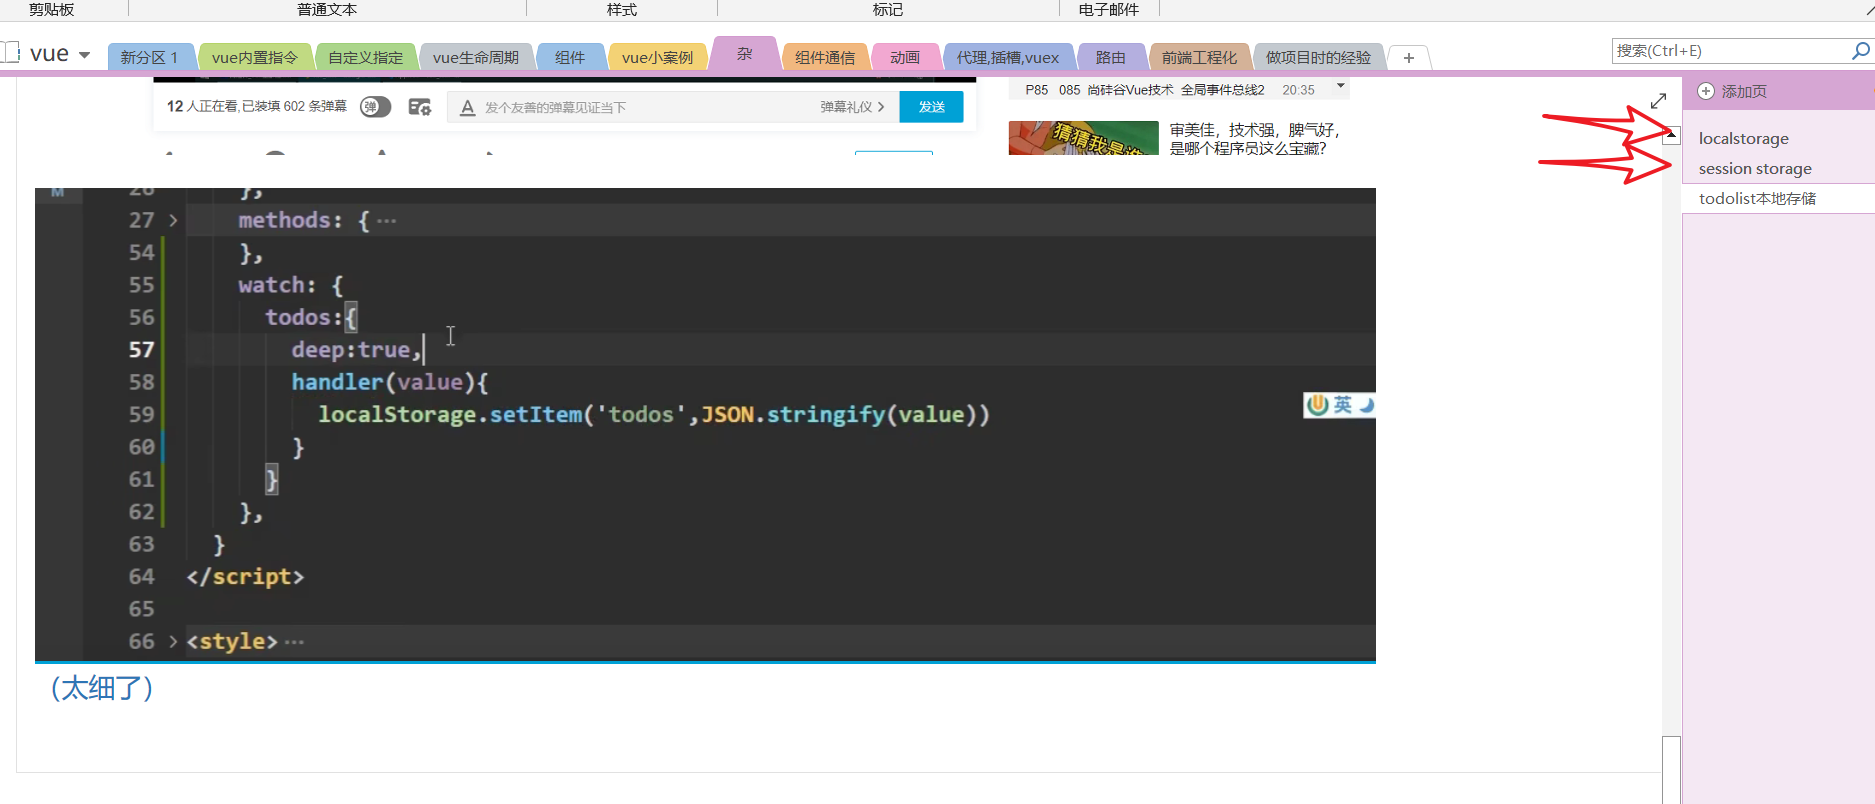 剪贴板 普通文本 样式 标记 电子邮件
vue 新分区 1 vue内置指令 自定义指定 vue生命周期 组件 vue小案例 杂 组件通信 动画 代理,插槽,vuex 路由 前端工程化 做项目时的经验 + 搜索(Ctrl+E)
12 人正在看,已装填 602 条弹幕 弹 A 发个友善的弹幕见证当下 弹幕礼仪 > 发送
P85 085 尚硅谷Vue技术 全局事件总线2 20:35
猜猜我是谁
审美佳，技术强，脾气好，
是哪个程序员这么宝藏?
添加页
localstorage
session storage
todolist本地存储
M 26 },
27 > methods: { ···
54 },
55 watch: {
56 todos:{
57 deep:true,
58 handler(value){
59 localStorage.setItem('todos',JSON.stringify(value))
60 }
61 }
62 },
63 }
64 </script>
65
66 > <style> ···
英
（太细了）